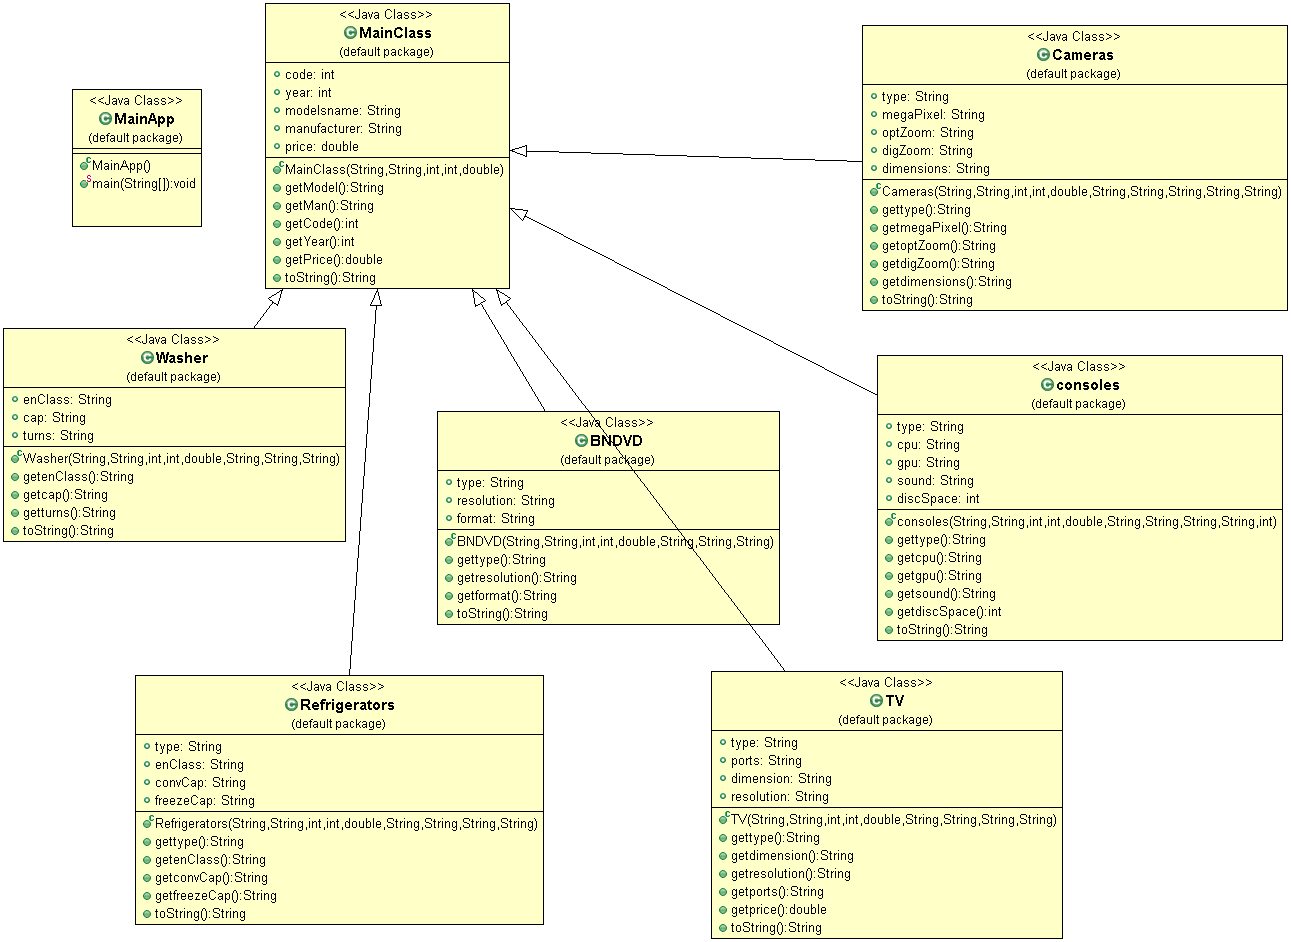 <<Java Class>>
MainClass
(default package)
code: int
year: int
modelsname: String
manufacturer: String
price: double
MainClass(String,String,int,int,double)
getModel():String
getMan():String
getCode():int
getYear():int
getPrice():double
toString():String
<<Java Class>>
Cameras
(default package)
type: String
megaPixel: String
optZoom: String
digZoom: String
dimensions: String
Cameras(String,String,int,int,double,String,String,String,String,String)
gettype():String
getmegaPixel():String
getoptZoom():String
getdigZoom():String
getdimensions():String
toString():String
<<Java Class>>
MainApp
(default package)
MainApp()
main(String[]):void
<<Java Class>>
Washer
(default package)
enClass: String
cap: String
turns: String
Washer(String,String,int,int,double,String,String,String)
getenClass():String
getcap():String
getturns():String
toString():String
<<Java Class>>
BNDVD
(default package)
type: String
resolution: String
format: String
BNDVD(String,String,int,int,double,String,String,String)
gettype():String
getresolution():String
getformat():String
toString():String
<<Java Class>>
consoles
(default package)
type: String
cpu: String
gpu: String
sound: String
discSpace: int
consoles(String,String,int,int,double,String,String,String,String,int)
gettype():String
getcpu():String
getgpu():String
getsound():String
getdiscSpace():int
toString():String
<<Java Class>>
Refrigerators
(default package)
type: String
enClass: String
convCap: String
freezeCap: String
Refrigerators(String,String,int,int,double,String,String,String,String)
gettype():String
getenClass():String
getconvCap():String
getfreezeCap():String
toString():String
<<Java Class>>
TV
(default package)
type: String
ports: String
dimension: String
resolution: String
TV(String,String,int,int,double,String,String,String,String)
gettype():String
getdimension():String
getresolution():String
getports():String
getprice():double
toString():String